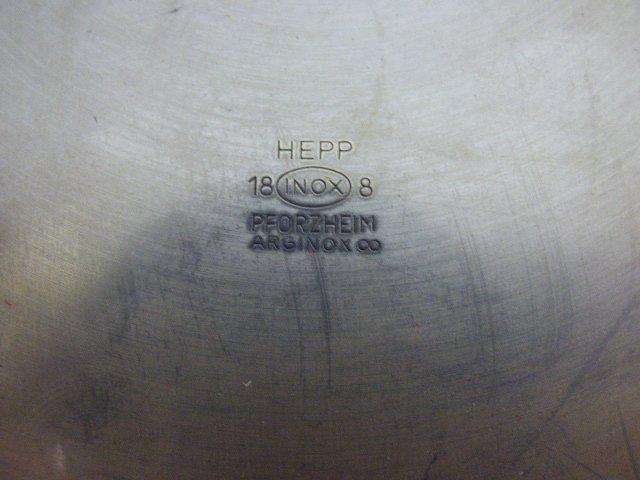 HEPP
18 INOX 8
PFORZHEIM
ARGINOX ∞